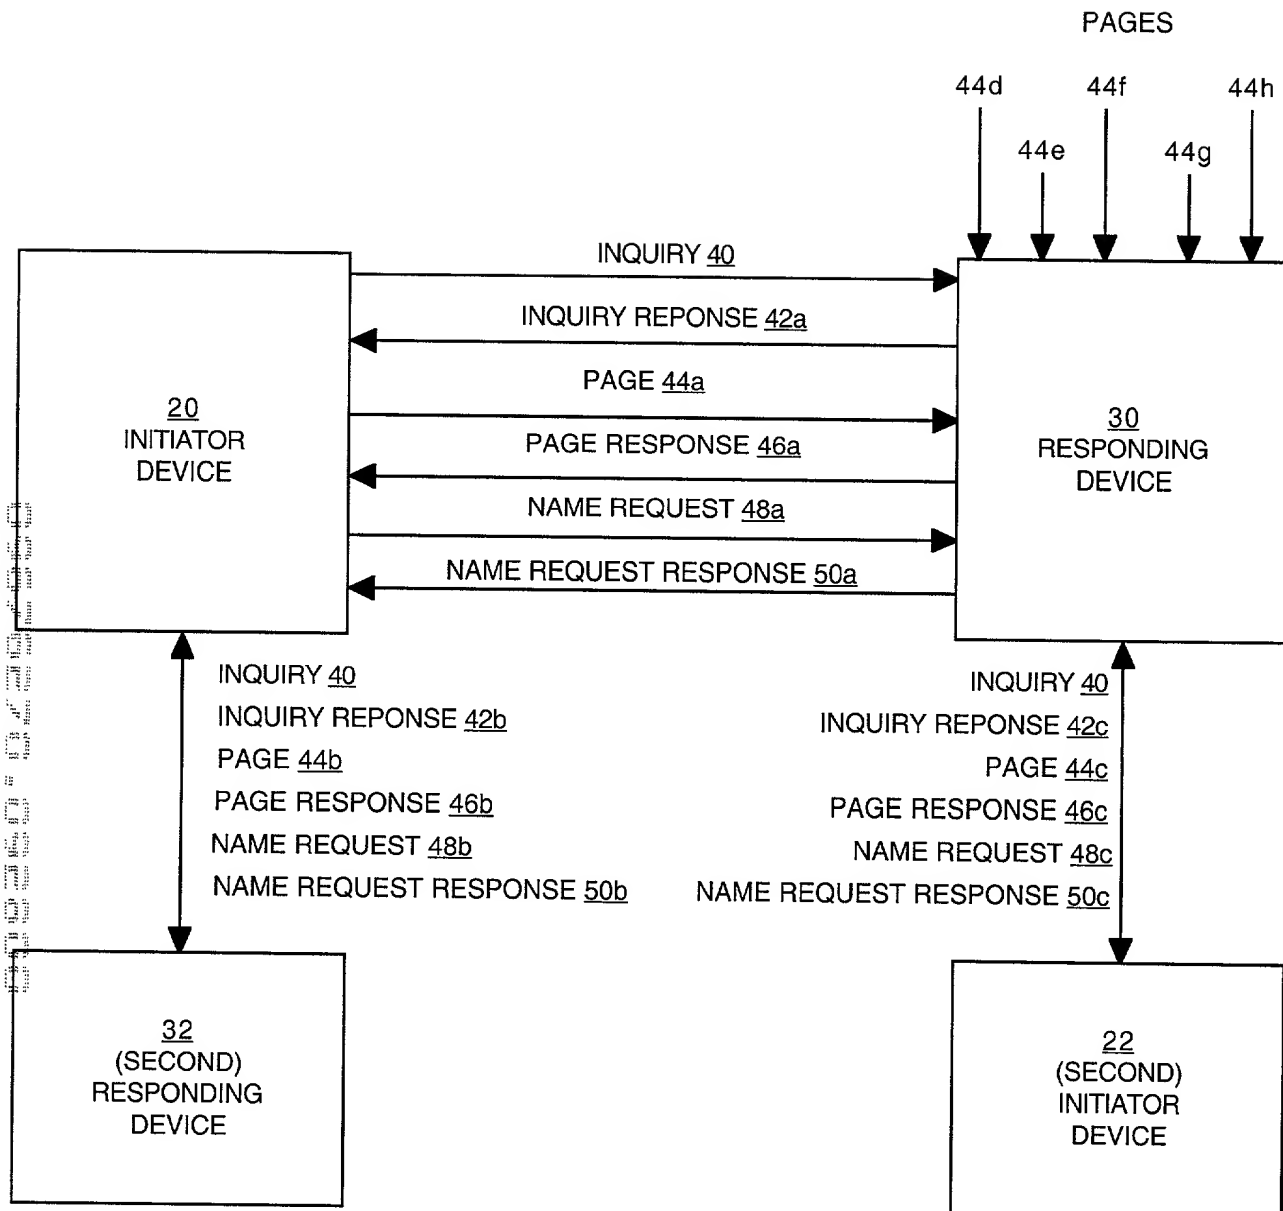 PAGES
44d
44f
44h
44e
44g
INQUIRY 40
INQUIRY REPONSE 42a
PAGE 44a
PAGE RESPONSE 46a
NAME REQUEST 48a
NAME REQUEST RESPONSE 50a
20
INITIATOR
DEVICE
30
RESPONDING
DEVICE
INQUIRY 40
INQUIRY REPONSE 42b
PAGE 44b
PAGE RESPONSE 46b
NAME REQUEST 48b
NAME REQUEST RESPONSE 50b
INQUIRY 40
INQUIRY REPONSE 42c
PAGE 44c
PAGE RESPONSE 46c
NAME REQUEST 48c
NAME REQUEST RESPONSE 50c
32
(SECOND)
RESPONDING
DEVICE
22
(SECOND)
INITIATOR
DEVICE